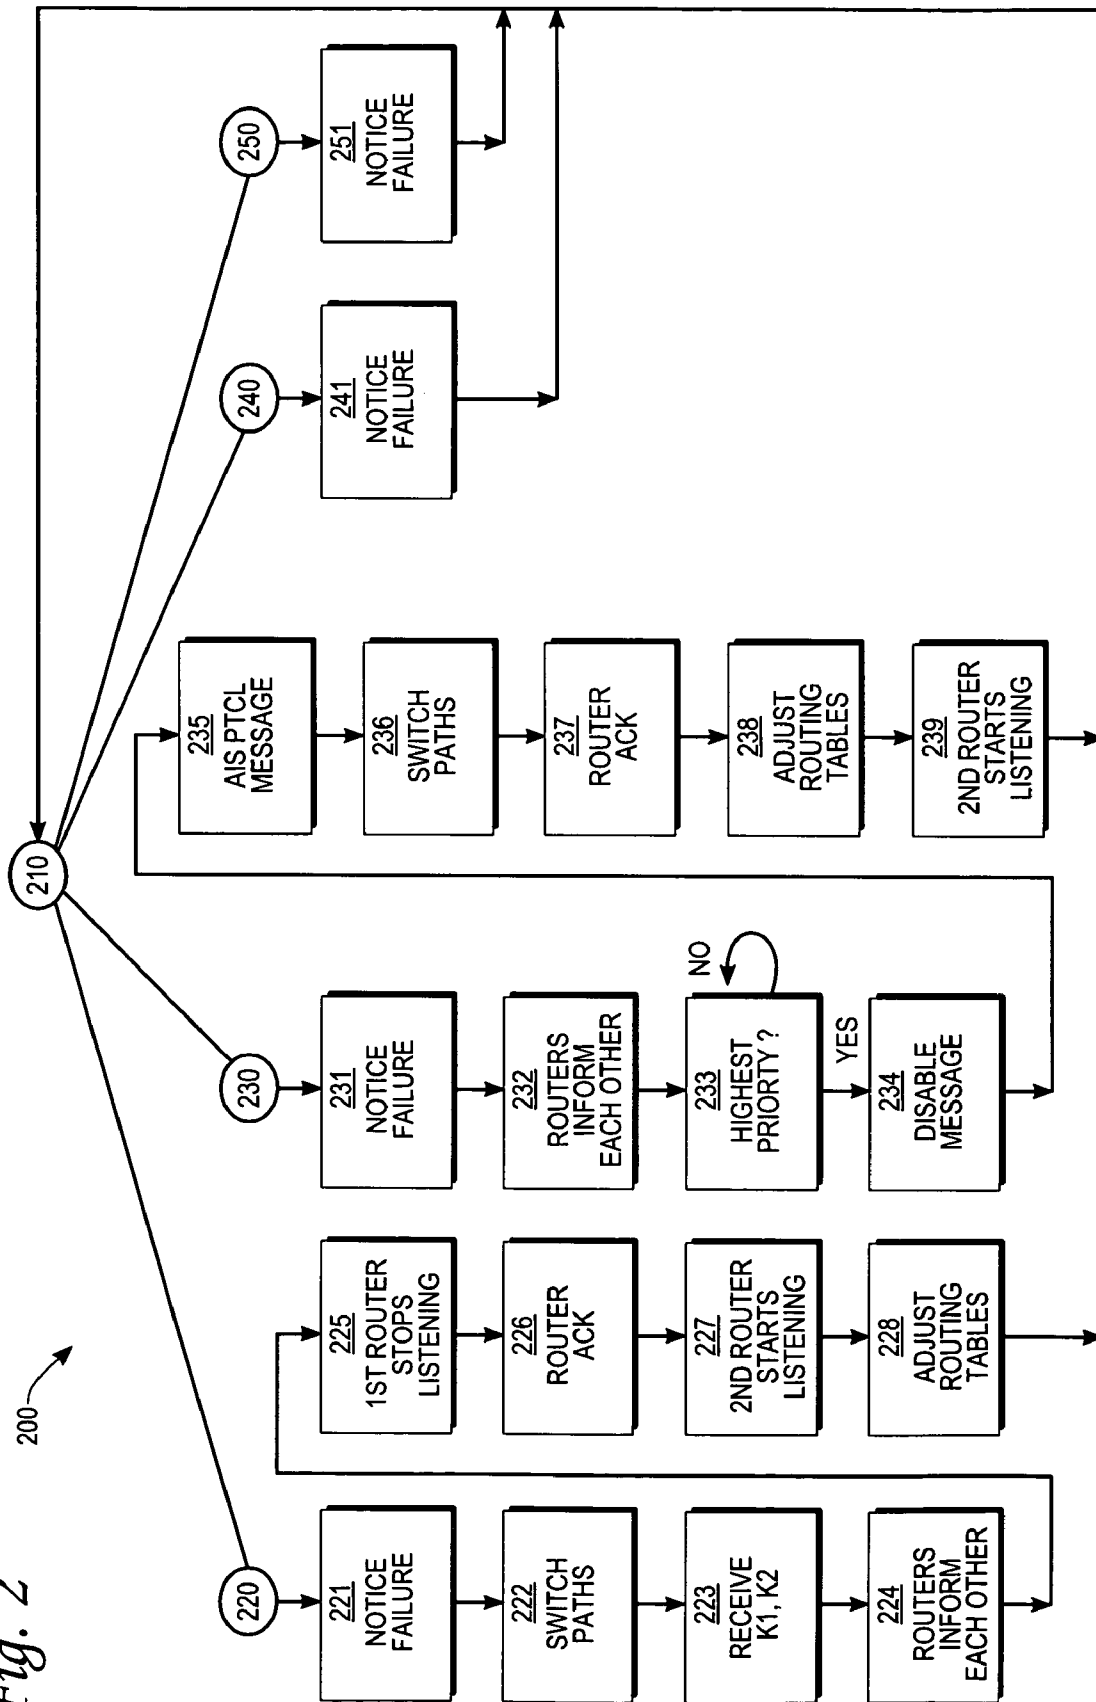 Fig. 2
200
210
220
221
NOTICE
FAILURE
222
SWITCH
PATHS
223
RECEIVE
K1, K2
224
ROUTERS
INFORM
EACH OTHER
225
1ST ROUTER
STOPS
LISTENING
226
ROUTER
ACK
227
2ND ROUTER
STARTS
LISTENING
228
ADJUST
ROUTING
TABLES
230
231
NOTICE
FAILURE
232
ROUTERS
INFORM
EACH OTHER
233
HIGHEST
PRIORTY ?
NO
YES
234
DISABLE
MESSAGE
235
AIS PTCL
MESSAGE
236
SWITCH
PATHS
237
ROUTER
ACK
238
ADJUST
ROUTING
TABLES
239
2ND ROUTER
STARTS
LISTENING
240
241
NOTICE
FAILURE
250
251
NOTICE
FAILURE